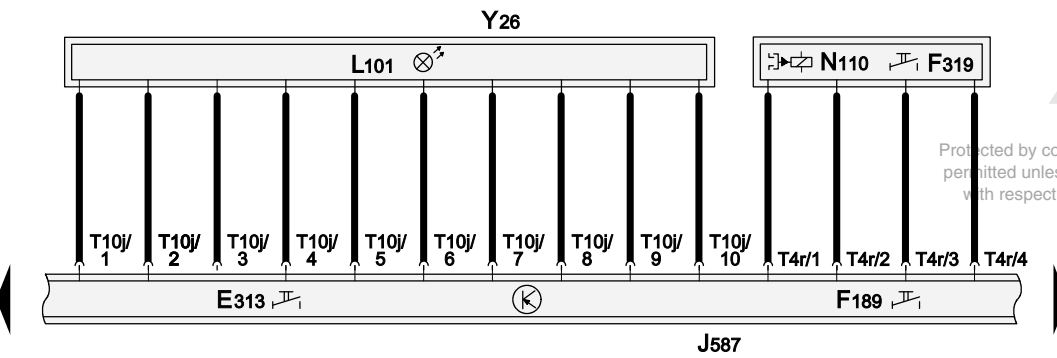 Y26
L101
N110 F319
Protected by co
permitted unles
with respect
T10j/ T10j/ T10j/ T10j/ T10j/ T10j/ T10j/ T10j/ T10j/ T10j/
1 2 3 4 5 6 7 8 9 10 T4r/1 T4r/2 T4r/3 T4r/4
E313 F189
J587